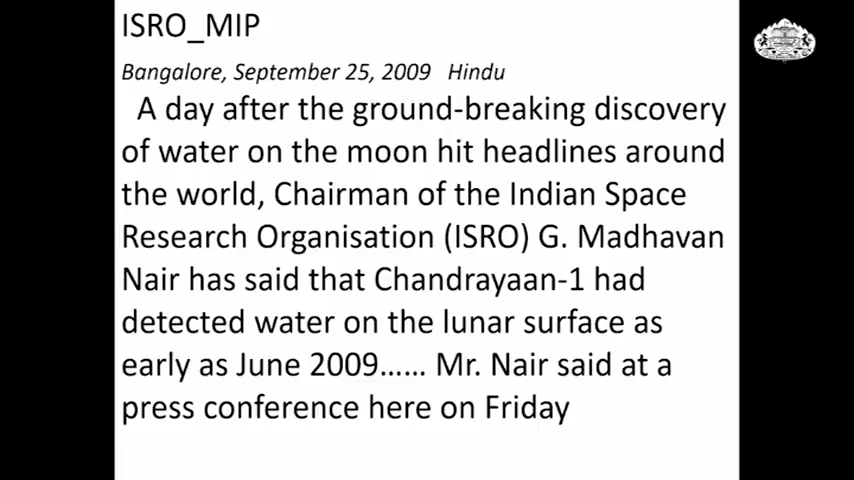 ISRO_MIP
Bangalore, September 25, 2009 Hindu
A day after the ground-breaking discovery
of water on the moon hit headlines around
the world, Chairman of the Indian Space
Research Organisation (ISRO) G. Madhavan
Nair has said that Chandrayaan-1 had
detected water on the lunar surface as
early as June 2009...... Mr. Nair said at a
press conference here on Friday